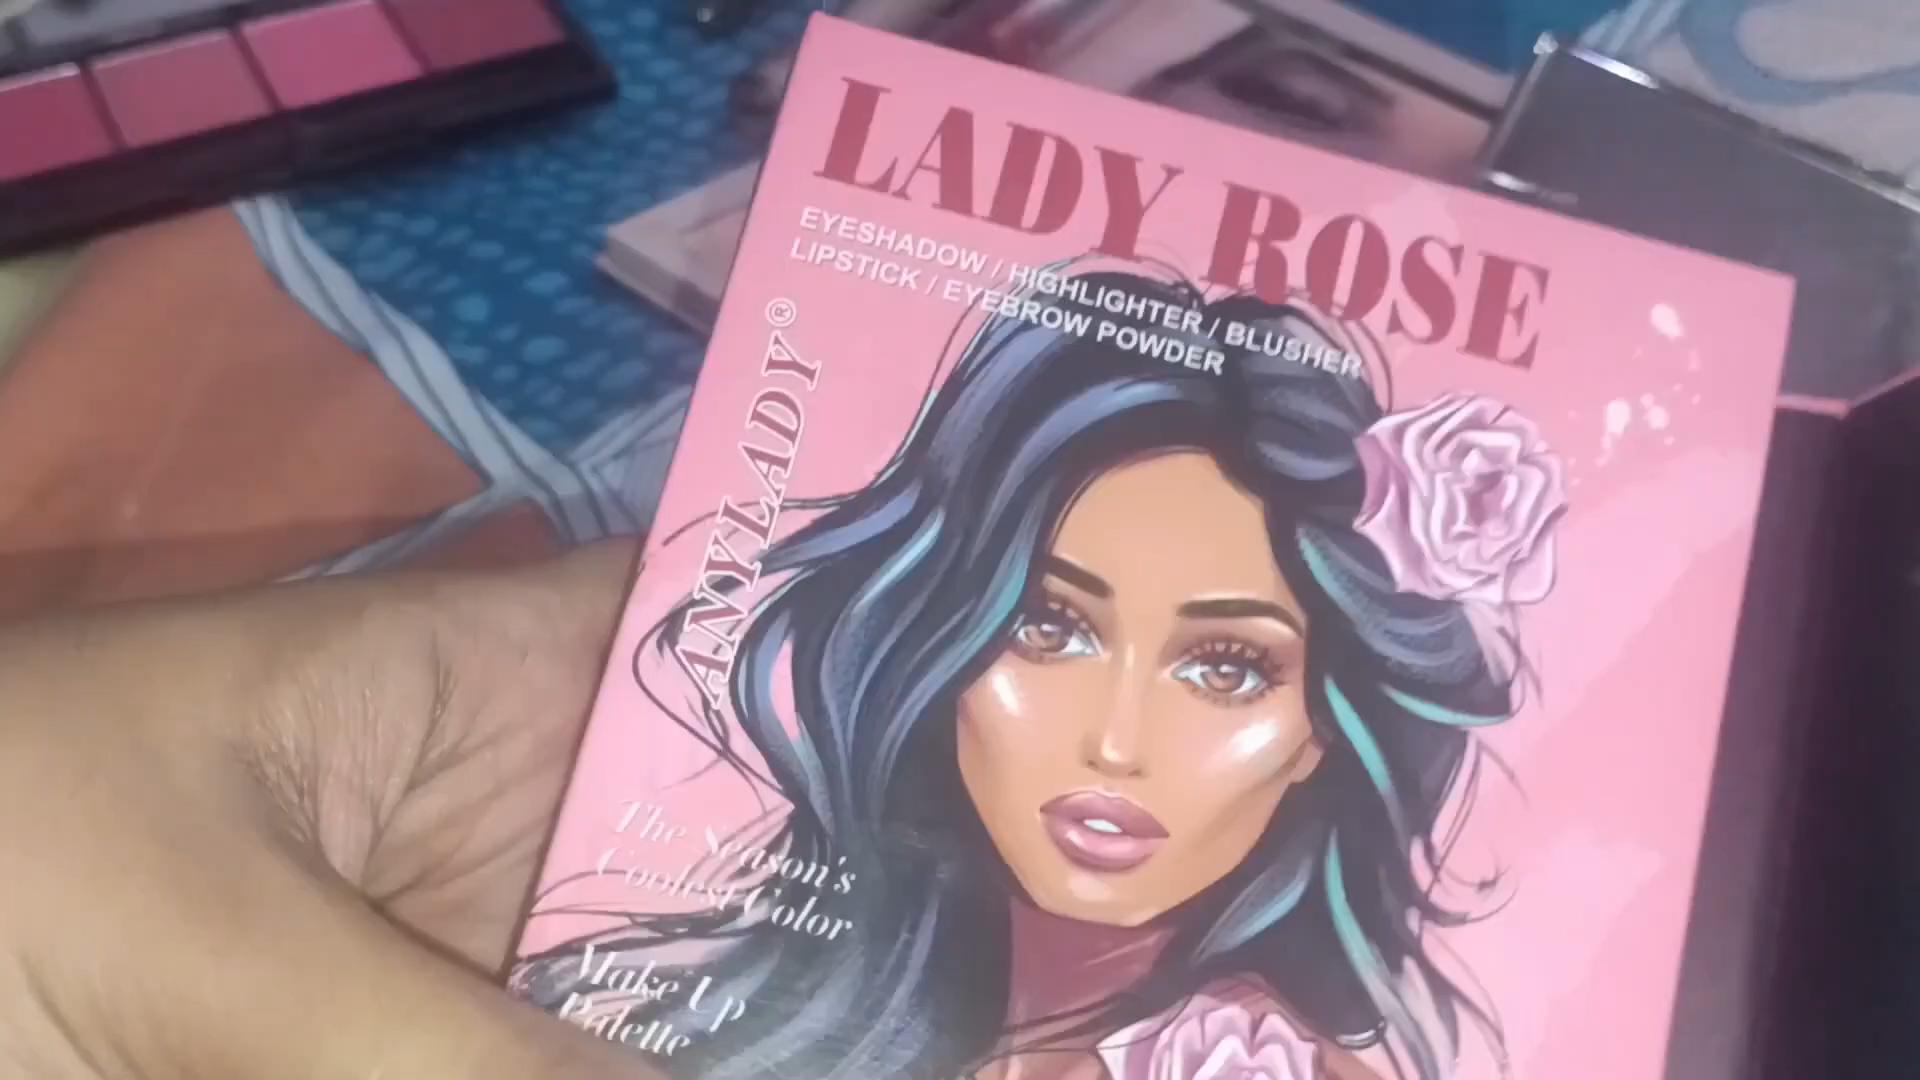 LADY ROSE
EYESHADOW / HIGHLIGHTER / BLUSHER
LIPSTICK / EYEBROW POWDER
ANYLADY®
The Season's
Coolest Color
Make Up
Palette